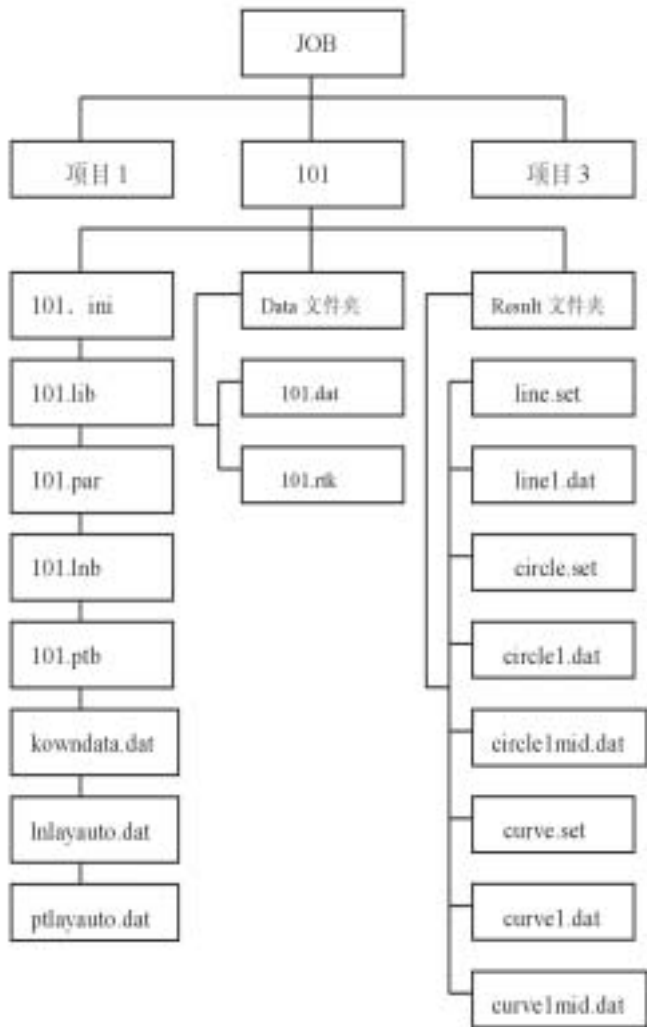 JOB
项目 1
101
项目 3
101．ini
Data 文件夹
Result 文件夹
101.lib
101.dat
line.set
101.par
101.rtk
line1.dat
101.lnb
circle.set
101.ptb
circle1.dat
kowndata.dat
circle1mid.dat
lnlayauto.dat
curve.set
ptlayauto.dat
curve1.dat
curve1mid.dat